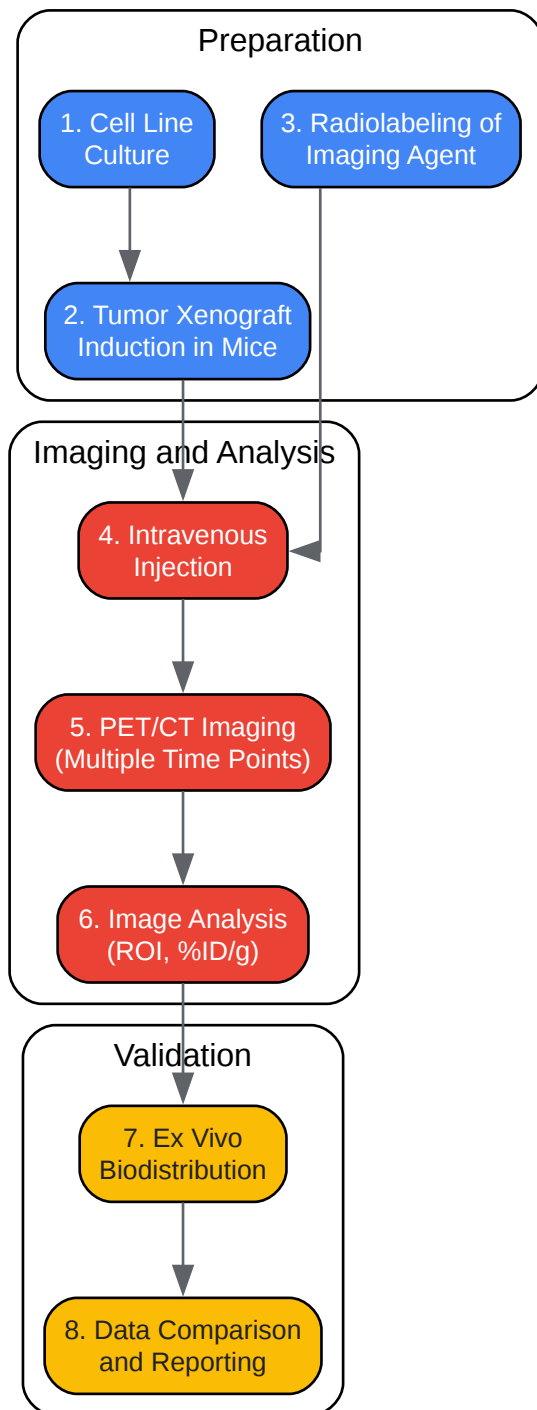 Preparation
1. Cell Line
Culture
3. Radiolabeling of
Imaging Agent
2. Tumor Xenograft
Induction in Mice
Imaging and Analysis
4. Intravenous
Injection
5. PET/CT Imaging
(Multiple Time Points)
6. Image Analysis
(ROI, %ID/g)
Validation
7. Ex Vivo
Biodistribution
8. Data Comparison
and Reporting